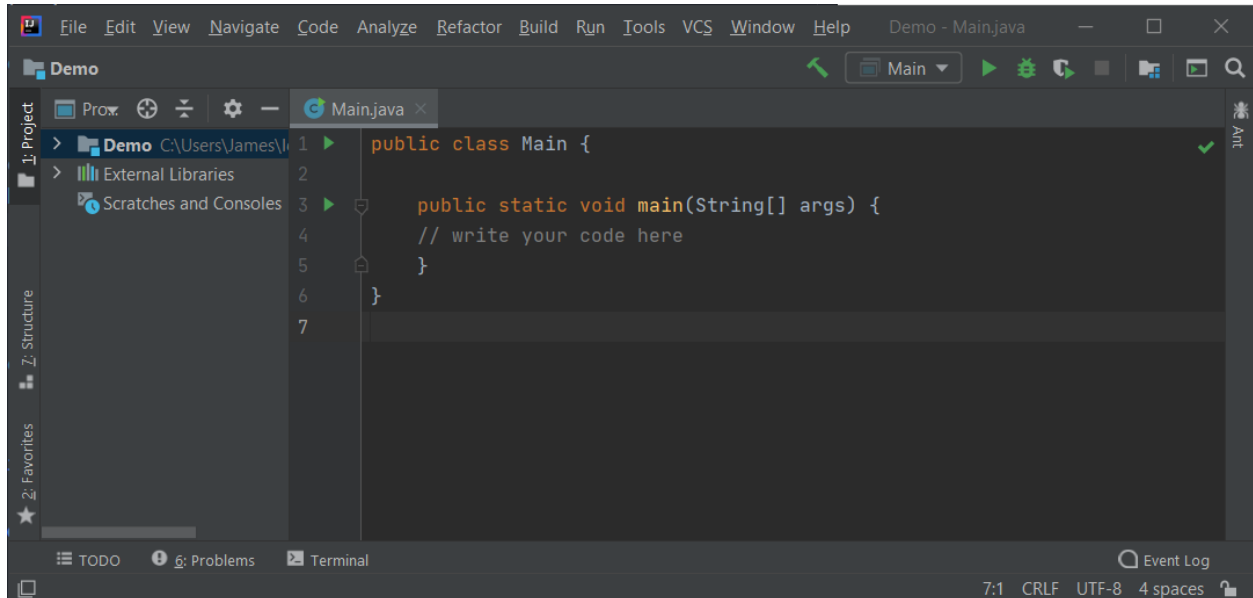 File Edit View Navigate Code Analyze Refactor Build Run Tools VCS Window Help Demo - Main.java
Demo Main
1: Project
Main.java
Demo C:\Users\James\
External Libraries
Scratches and Consoles
1 public class Main {
2
3 public static void main(String[] args) {
4 // write your code here
5 }
6 }
7
Ant
Z: Structure
2: Favorites
TODO 6: Problems Terminal Event Log
7:1 CRLF UTF-8 4 spaces